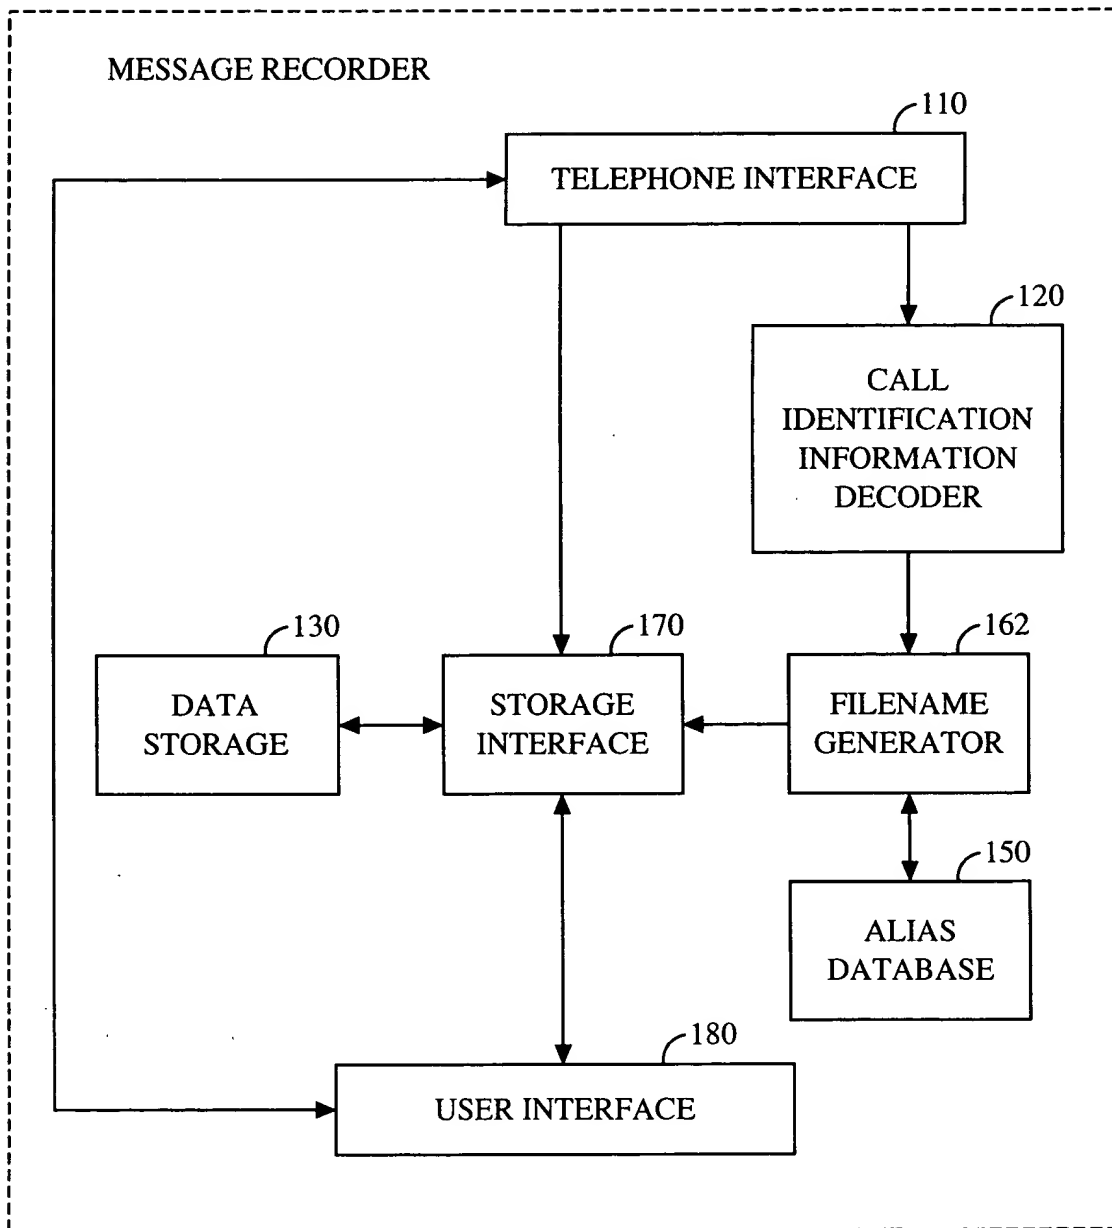 MESSAGE RECORDER
110
TELEPHONE INTERFACE
120
CALL
IDENTIFICATION
INFORMATION
DECODER
130
DATA
STORAGE
170
STORAGE
INTERFACE
162
FILENAME
GENERATOR
150
ALIAS
DATABASE
180
USER INTERFACE